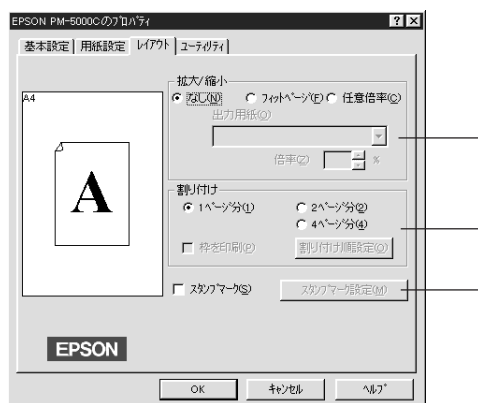 EPSON PM-5000Cのﾌﾟﾛﾊﾟﾃｨ
基本設定 用紙設定 ﾚｲｱｳﾄ ﾕｰﾃｨﾘﾃｨ
A4
A
EPSON
拡大/縮小
なし(N) ﾌｨｯﾄﾍﾟｰｼﾞ(F) 任意倍率(C)
出力用紙(O)
倍率(Z) %
割り付け
1ﾍﾟｰｼﾞ分(1) 2ﾍﾟｰｼﾞ分(2)
4ﾍﾟｰｼﾞ分(4)
枠を印刷(P) 割り付け順設定(O)
ｽﾀﾝﾌﾟﾏｰｸ(S) ｽﾀﾝﾌﾟﾏｰｸ設定(M)
OK ｷｬﾝｾﾙ ﾍﾙﾌﾟ